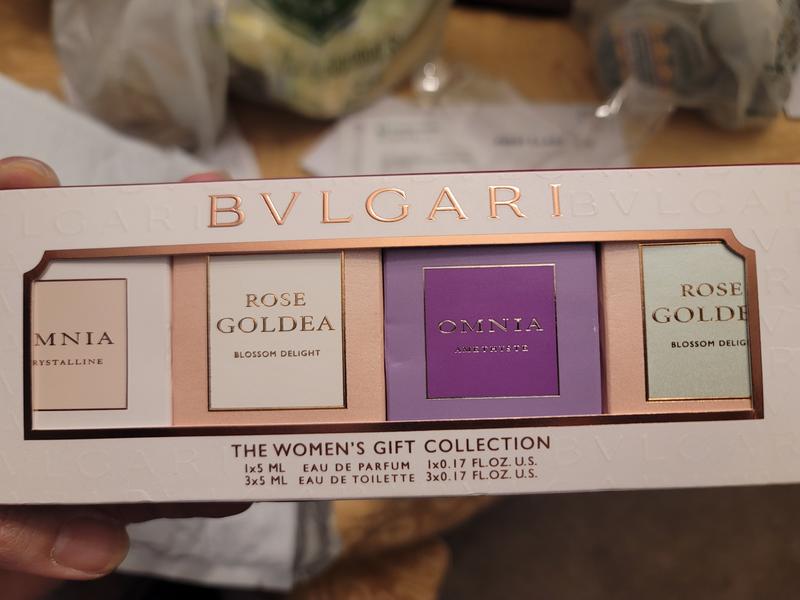 BVLGARI
MNIA
RYSTALLINE
ROSE
GOLDEA
BLOSSOM DELIGHT
OMNIA
AMETHYSTE
ROSE
GOLDE
BLOSSOM DELIG
THE WOMEN'S GIFT COLLECTION
1x5 ML EAU DE PARFUM 1x0.17 FL.OZ. U.S.
3x5 ML EAU DE TOILETTE 3x0.17 FL.OZ. U.S.